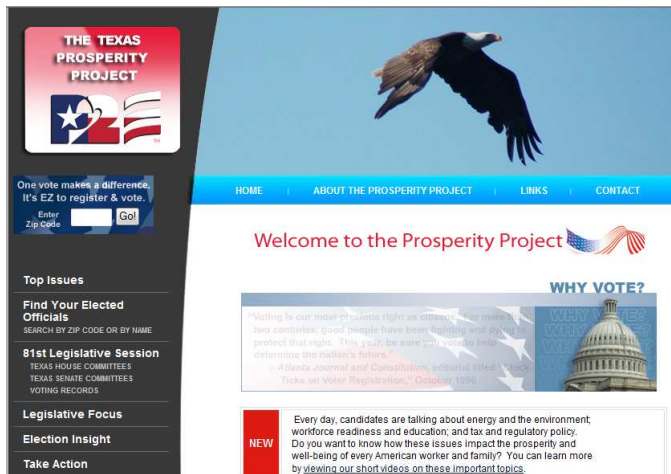 THE TEXAS
PROSPERITY
PROJECT
P2E
One vote makes a difference.
It's EZ to register & vote.
Enter
Zip Code
Go!
HOME | ABOUT THE PROSPERITY PROJECT | LINKS | CONTACT
Welcome to the Prosperity Project
Top Issues
Find Your Elected
Officials
SEARCH BY ZIP CODE OR BY NAME
81st Legislative Session
TEXAS HOUSE COMMITTEES
TEXAS SENATE COMMITTEES
VOTING RECORDS
Legislative Focus
Election Insight
Take Action
WHY VOTE?
"Voting is our most precious right as citizens. For more than
two centuries, good people have been fighting and dying to
protect that right. This year, be sure you vote to help
determine the nation's future."
– Atlanta Journal and Constitution, editorial titled "Clock
Ticks on Voter Registration," October 1996
WHY VOTE?
WHY VOTE?
NEW
Every day, candidates are talking about energy and the environment;
workforce readiness and education; and tax and regulatory policy.
Do you want to know how these issues impact the prosperity and
well-being of every American worker and family? You can learn more
by viewing our short videos on these important topics.